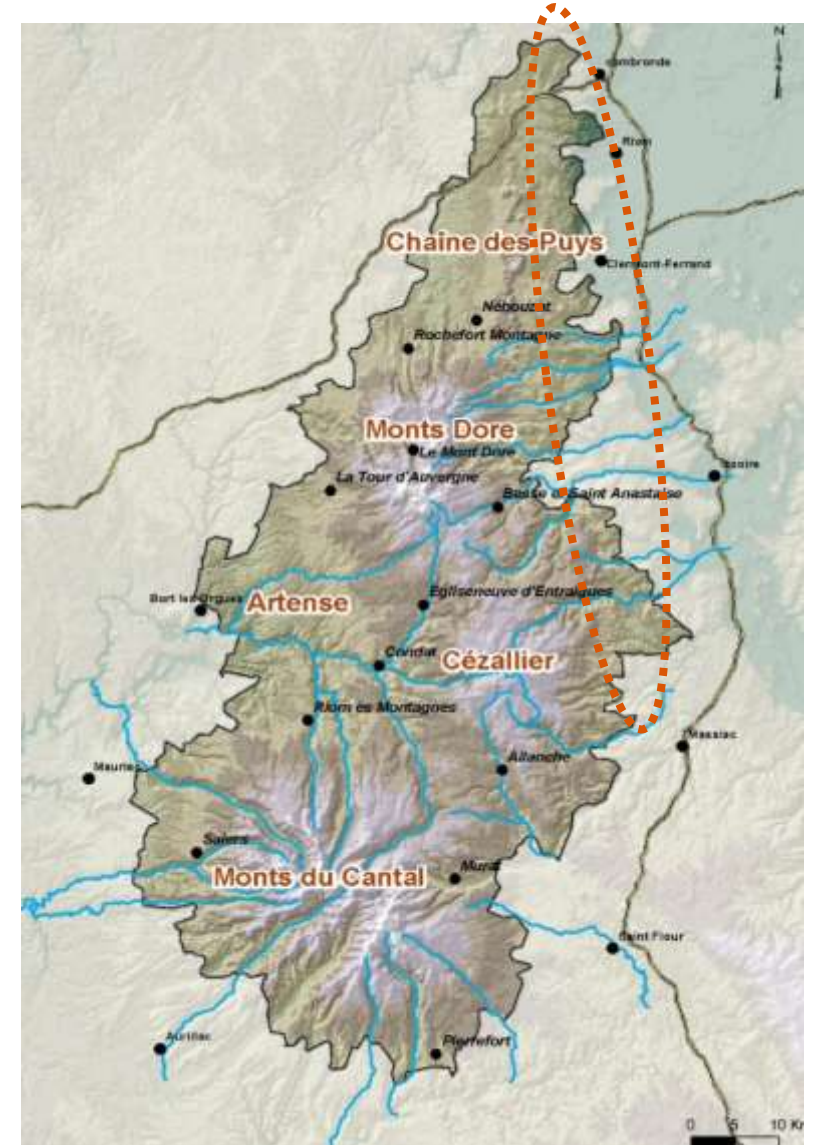 N
Combronde
Riom
Chaine des Puys
Clermont-Ferrand
Nébouzat
Rochefort Montagne
Monts Dore
Le Mont Dore
Issoire
La Tour d'Auvergne
Besse et Saint Anastaise
Egliseneuve d'Entraigues
Bort les Orgues
Artense
Condat
Cézallier
Riom es Montagnes
Massiac
Allanche
Mauriac
Salers
Monts du Cantal
Murat
Saint Flour
Aurillac
Pierrefort
0 5 10 Km